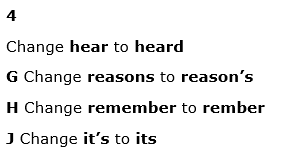 4
Change hear to heard
G Change reasons to reason's
H Change remember to rember
J Change it's to its